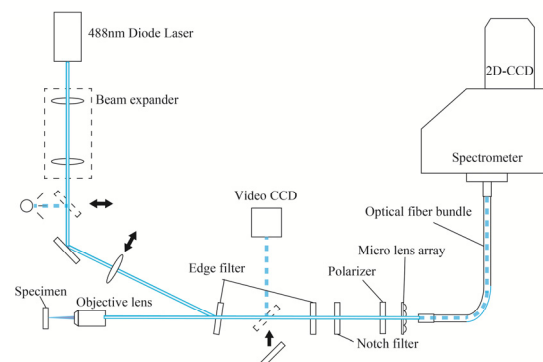 488nm Diode Laser
2D-CCD
Beam expander
Spectrometer
Video CCD
Optical fiber bundle
Micro lens array
Edge filter
Polarizer
Specimen
Objective lens
Notch filter